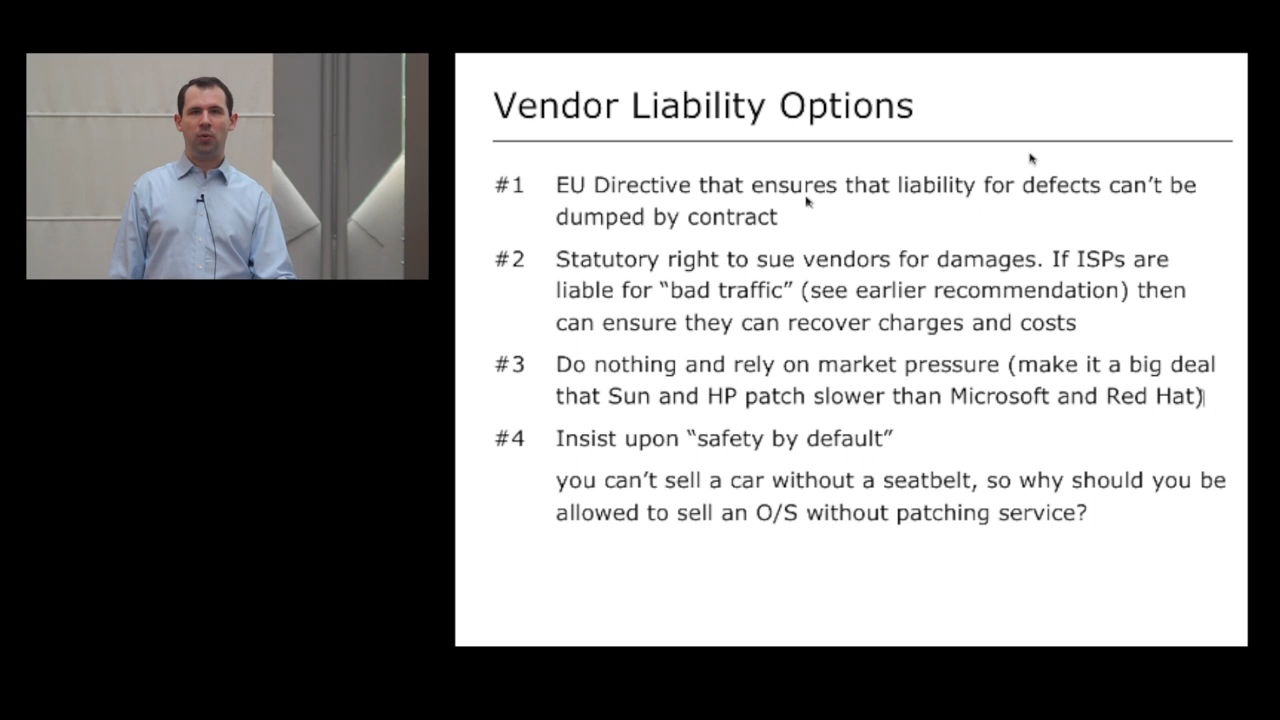 Vendor Liability Options
#1 EU Directive that ensures that liability for defects can’t be
dumped by contract
#2 Statutory right to sue vendors for damages. If ISPs are
liable for “bad traffic” (see earlier recommendation) then
can ensure they can recover charges and costs
#3 Do nothing and rely on market pressure (make it a big deal
that Sun and HP patch slower than Microsoft and Red Hat)
#4 Insist upon “safety by default”
you can’t sell a car without a seatbelt, so why should you be
allowed to sell an O/S without patching service?